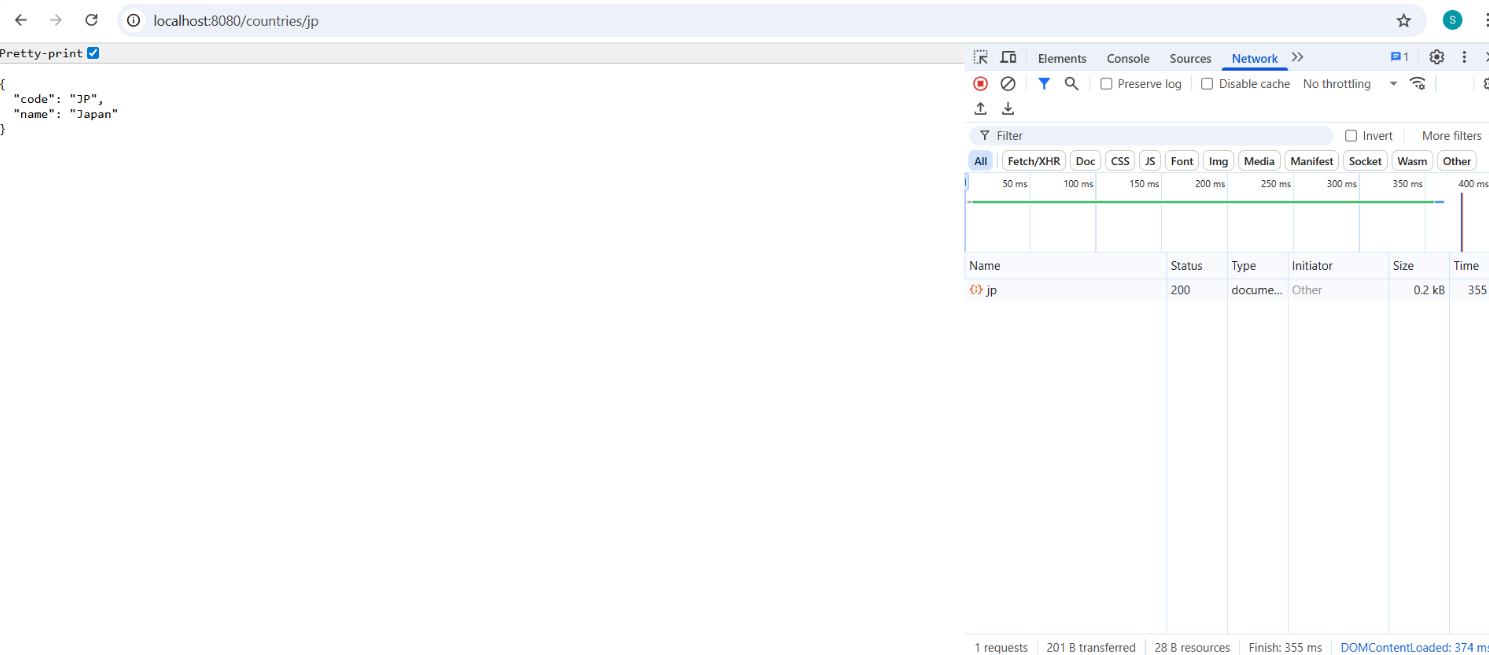 localhost:8080/countries/jp
S
Pretty-print
{
  "code": "JP",
  "name": "Japan"
}
Elements Console Sources Network 1
Preserve log Disable cache No throttling
Filter Invert More filters
All Fetch/XHR Doc CSS JS Font Img Media Manifest Socket Wasm Other
50 ms 100 ms 150 ms 200 ms 250 ms 300 ms 350 ms 400 ms
Name Status Type Initiator Size Time
jp 200 docume... Other 0.2 kB 355
1 requests 201 B transferred 28 B resources Finish: 355 ms DOMContentLoaded: 374 ms